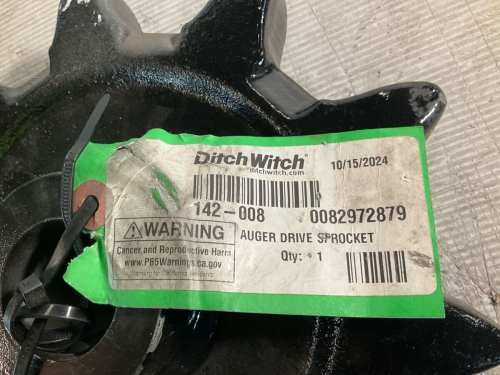 DitchWitch®
ditchwitch.com
10/15/2024
142-008
0082972879
AUGER DRIVE SPROCKET
Qty: 1
WARNING
Cancer and Reproductive Harm
www.P65Warnings.ca.gov